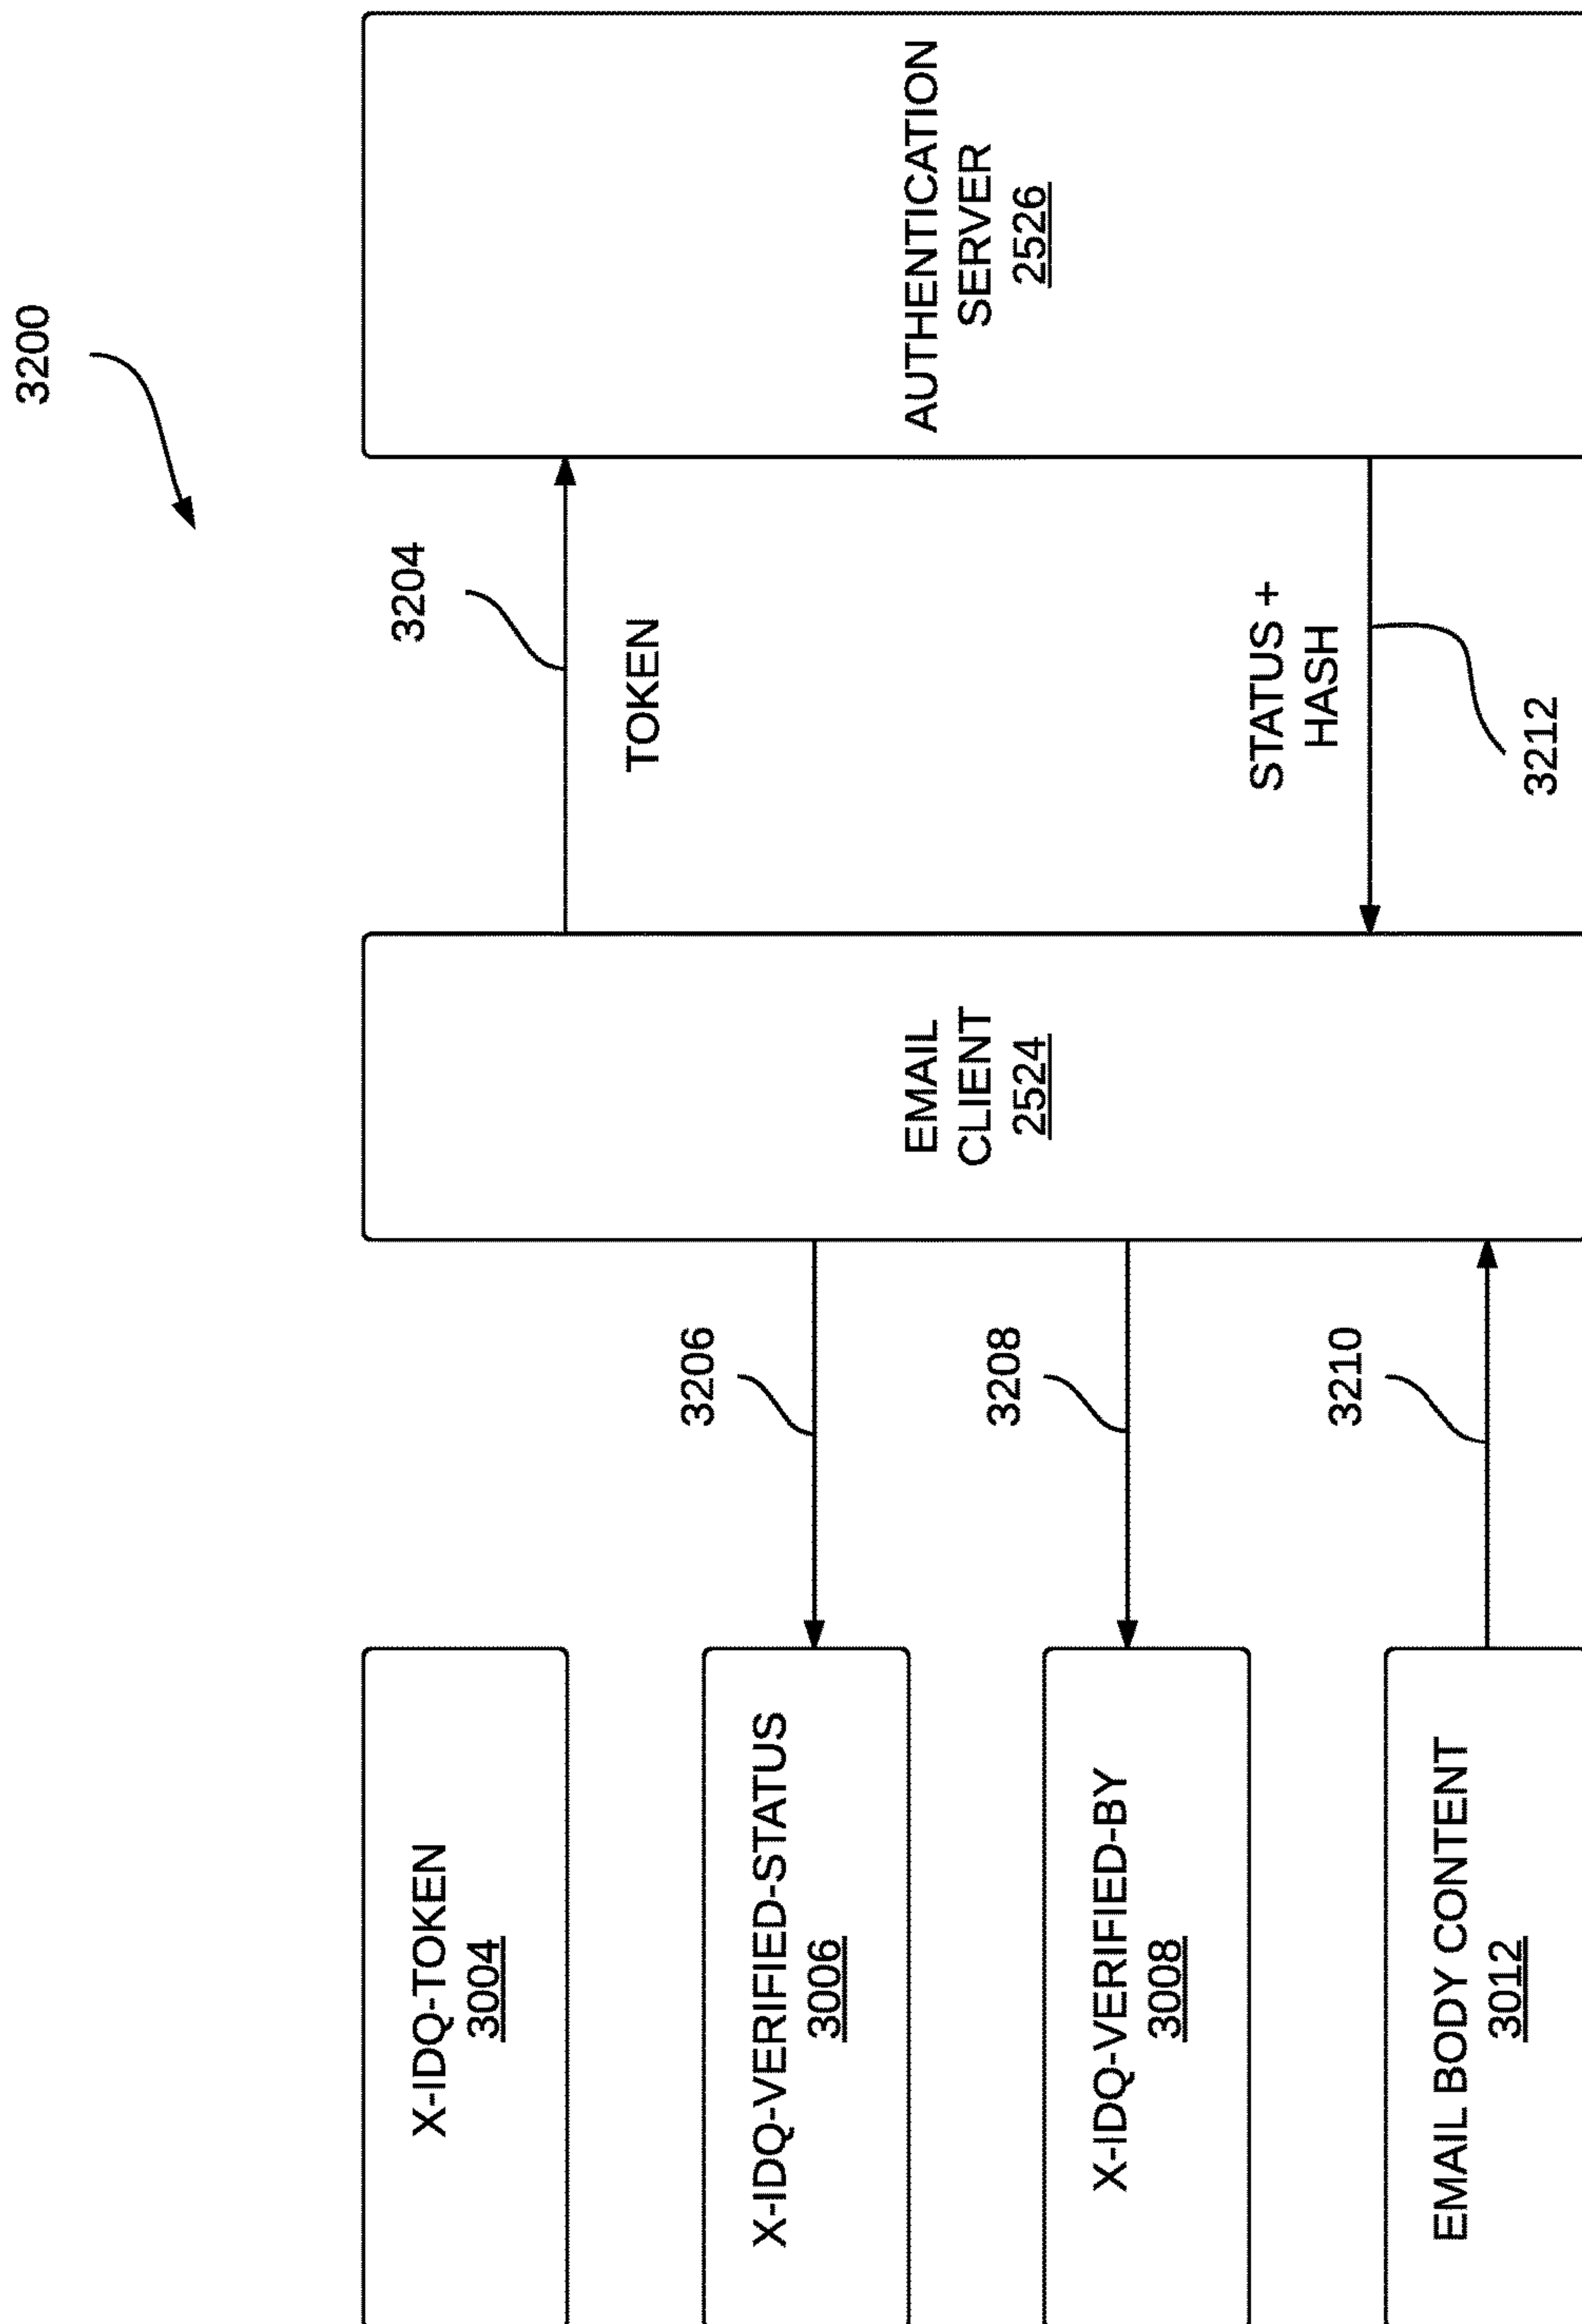 3200
X-IDQ-TOKEN
3004
X-IDQ-VERIFIED-STATUS
3006
X-IDQ-VERIFIED-BY
3008
EMAIL BODY CONTENT
3012
3206
3208
3210
EMAIL
CLIENT
2524
3204
TOKEN
STATUS +
HASH
3212
AUTHENTICATION
SERVER
2526